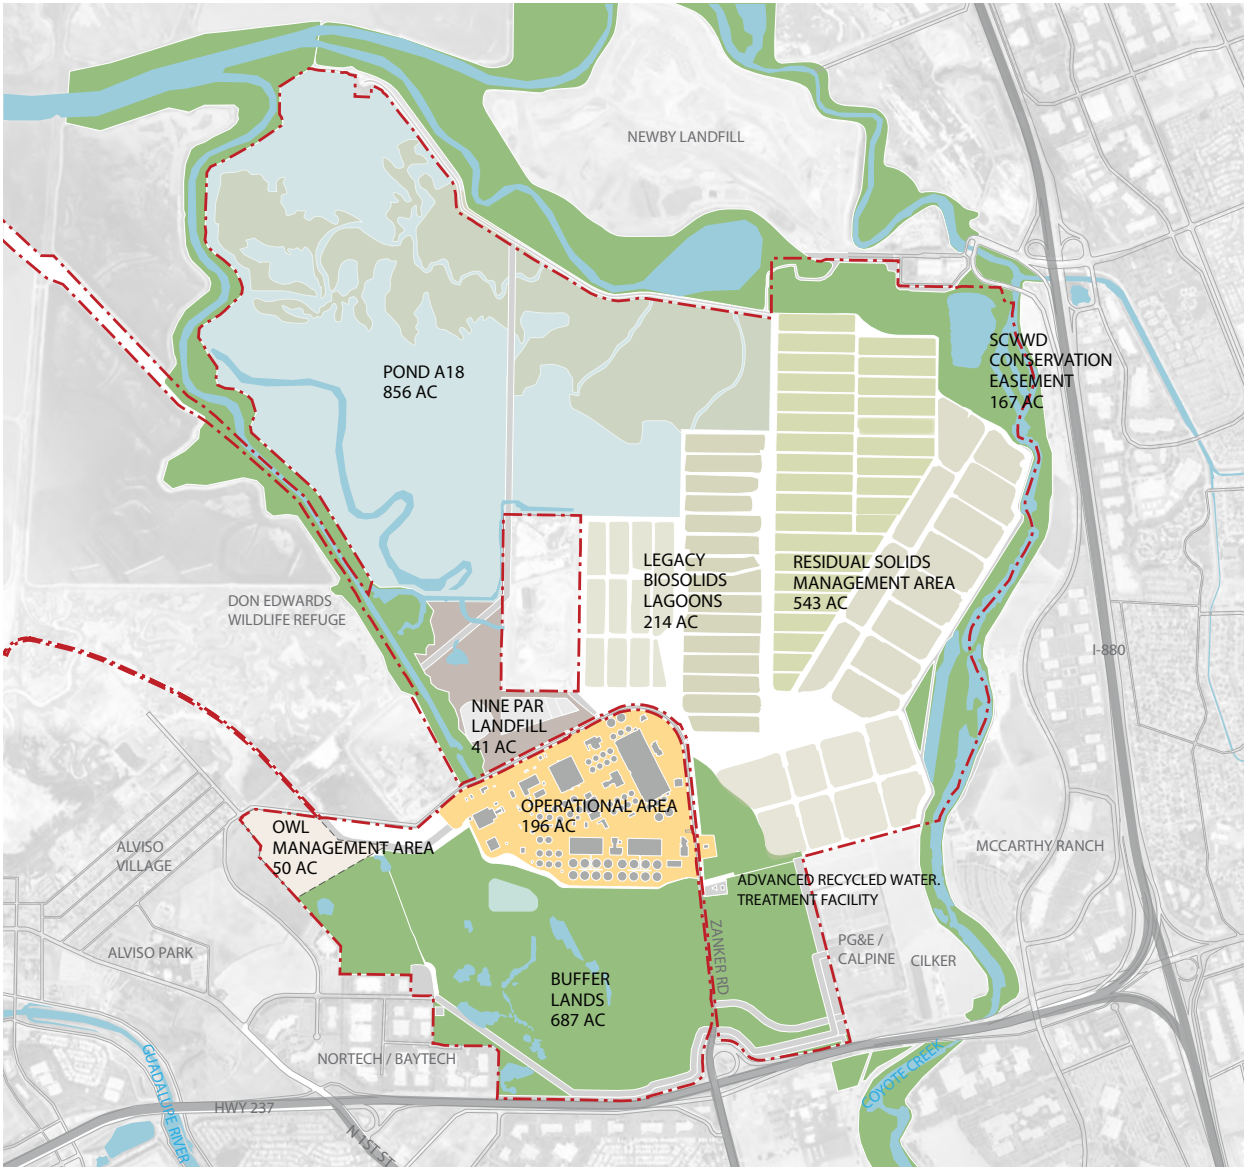 NEWBY LANDFILL
SCVWD
CONSERVATION
EASEMENT
167 AC
POND A18
856 AC
LEGACY
BIOSOLIDS
LAGOONS
214 AC
RESIDUAL SOLIDS
MANAGEMENT AREA
543 AC
DON EDWARDS
WILDLIFE REFUGE
I-880
NINE PAR
LANDFILL
41 AC
OPERATIONAL AREA
196 AC
OWL
MANAGEMENT AREA
50 AC
ALVISO
VILLAGE
MCCARTHY RANCH
ADVANCED RECYCLED WATER.
TREATMENT FACILITY
ZANKER RD
PG&E /
CALPINE
CILKER
ALVISO PARK
BUFFER
LANDS
687 AC
NORTECH / BAYTECH
GUADALUPE RIVER
COYOTE CREEK
HWY 237
N 1ST ST